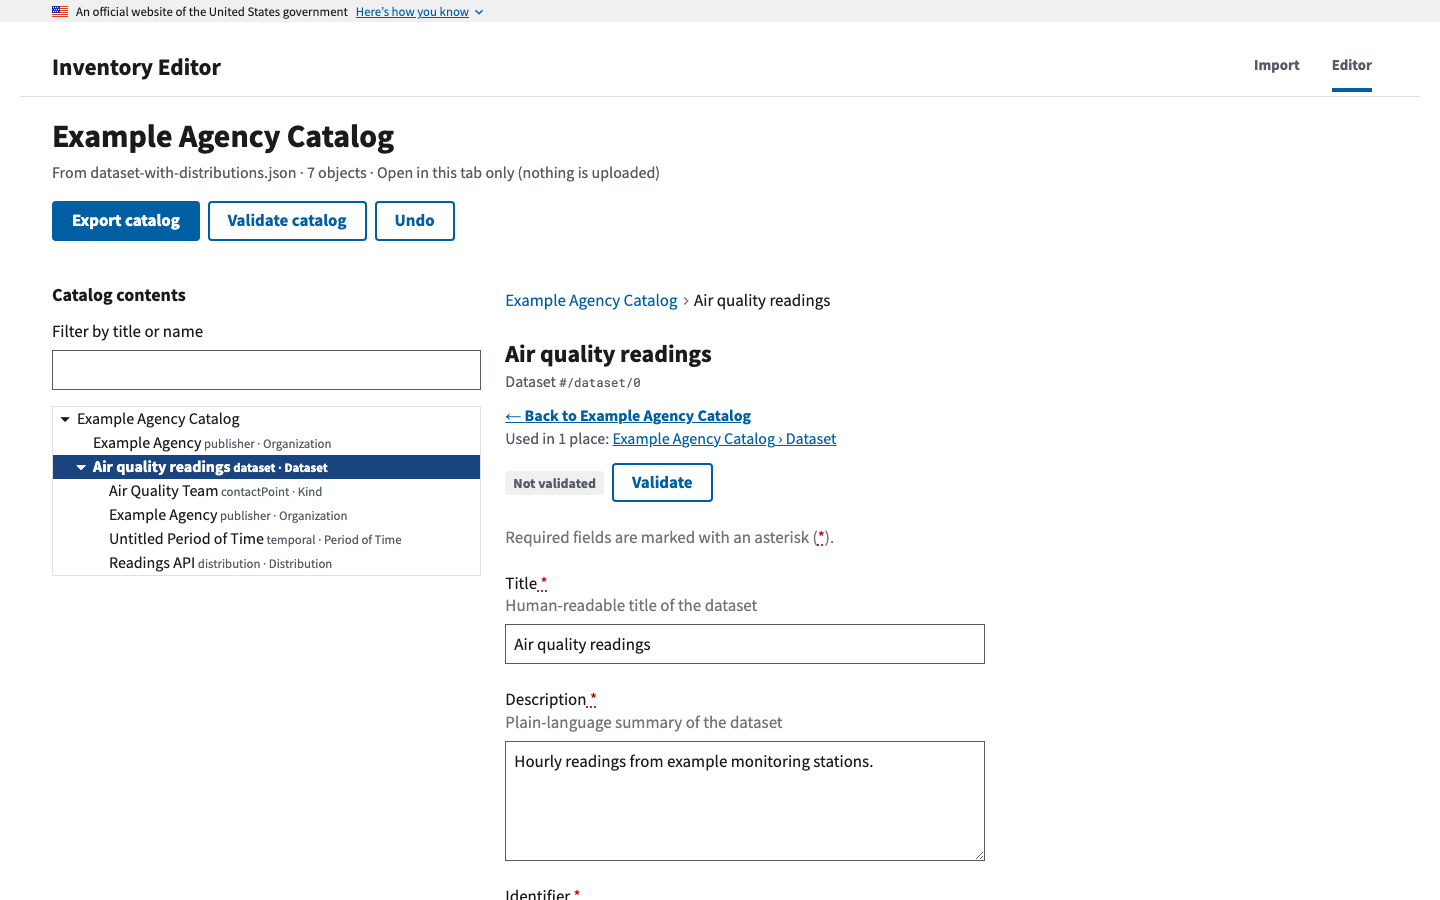 An official website of the United States government Here's how you know
Inventory Editor
Import
Editor
Example Agency Catalog
From dataset-with-distributions.json · 7 objects · Open in this tab only (nothing is uploaded)
Export catalog
Validate catalog
Undo
Catalog contents
Filter by title or name
Example Agency Catalog
Example Agency publisher · Organization
Air quality readings dataset · Dataset
Air Quality Team contactPoint · Kind
Example Agency publisher · Organization
Untitled Period of Time temporal · Period of Time
Readings API distribution · Distribution
Example Agency Catalog › Air quality readings
Air quality readings
Dataset #/dataset/0
← Back to Example Agency Catalog
Used in 1 place: Example Agency Catalog › Dataset
Not validated
Validate
Required fields are marked with an asterisk (*).
Title *
Human-readable title of the dataset
Air quality readings
Description *
Plain-language summary of the dataset
Hourly readings from example monitoring stations.
Identifier *